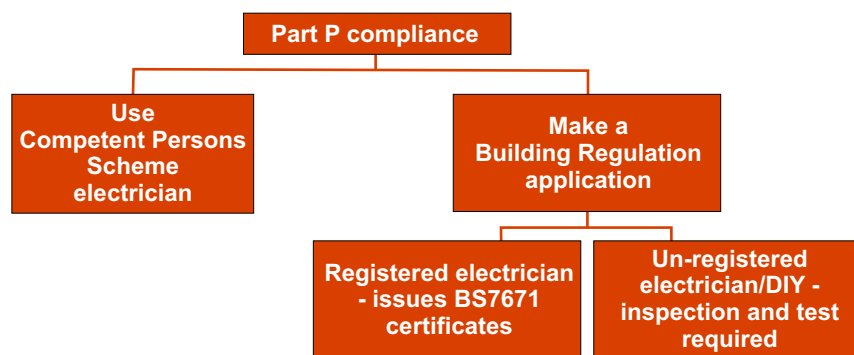 Part P compliance
Use
Competent Persons
Scheme
electrician
Make a
Building Regulation
application
Registered electrician
- issues BS7671
certificates
Un-registered
electrician/DIY -
inspection and test
required